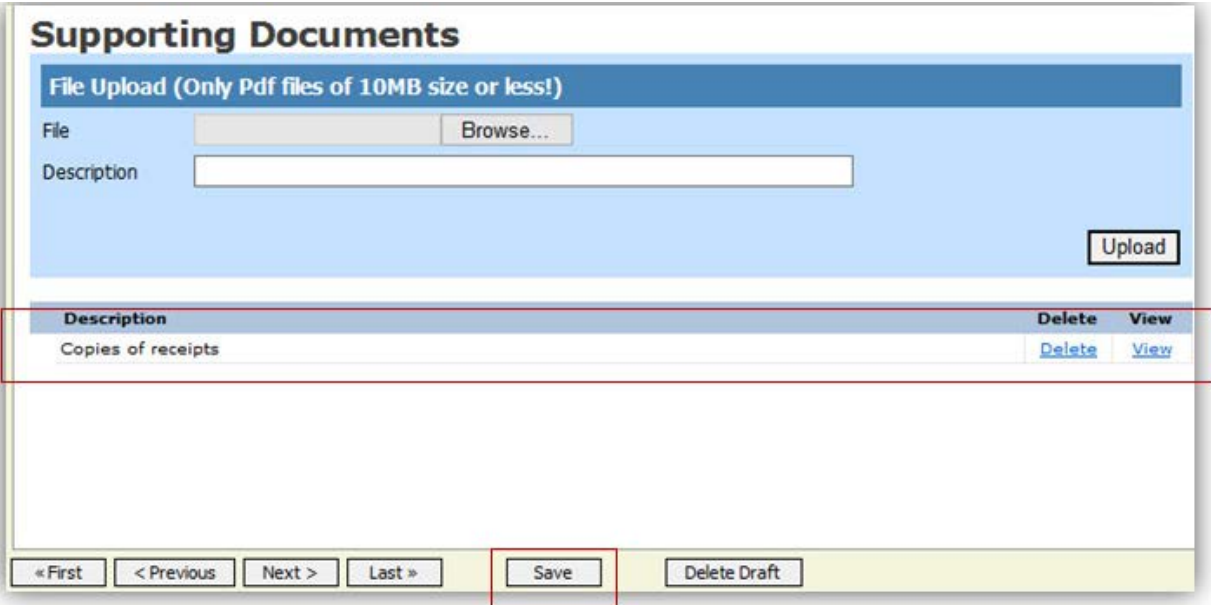 Supporting Documents
File Upload (Only Pdf files of 10MB size or less!)
File Browse...
Description
Upload
Description Delete View
Copies of receipts Delete View
« First < Previous Next > Last » Save Delete Draft